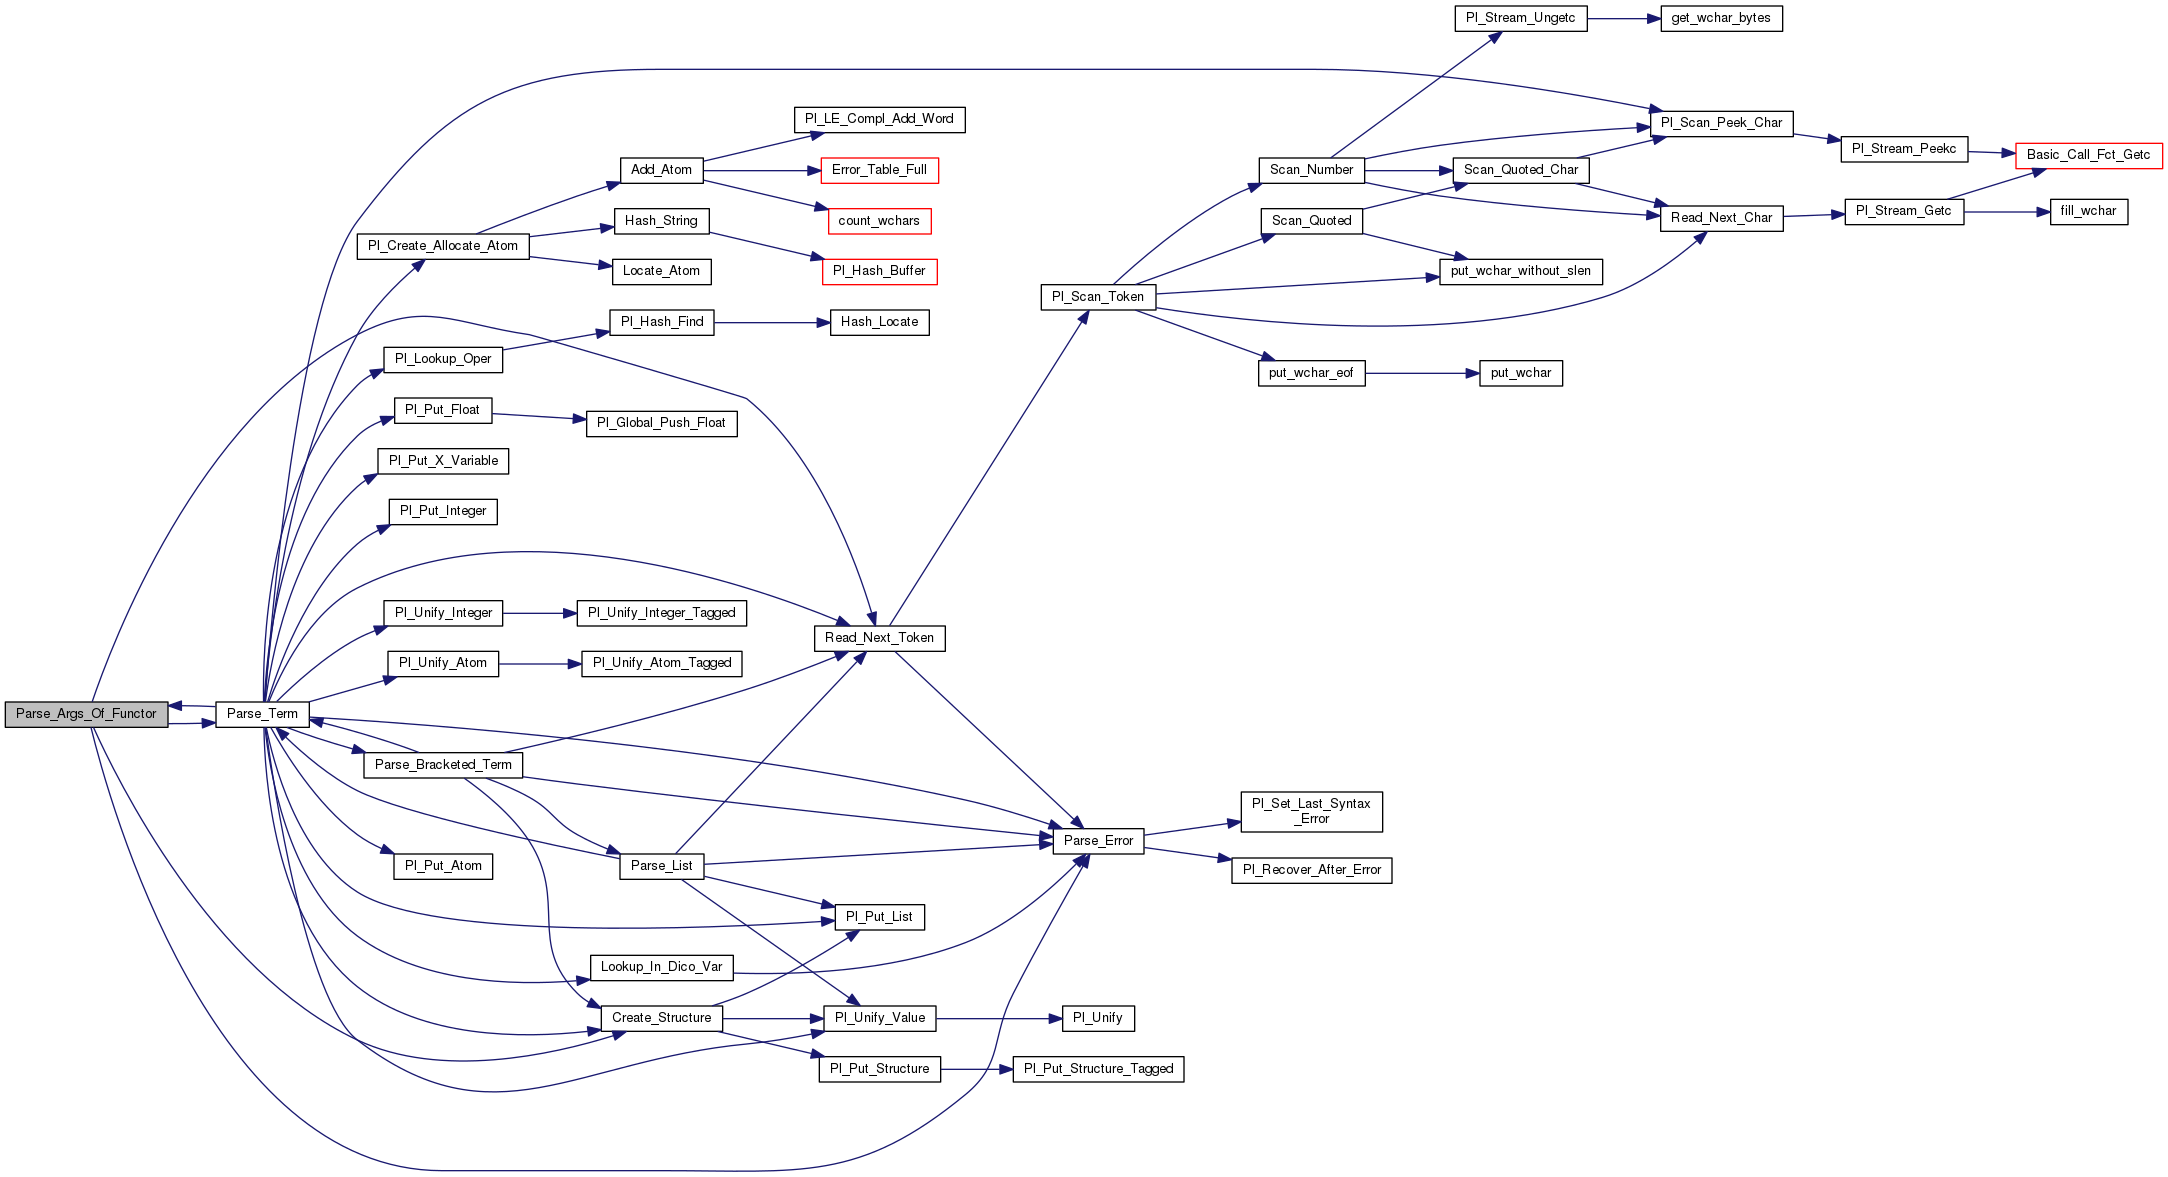 Pl_Stream_Ungetc
get_wchar_bytes
Pl_LE_Compl_Add_Word
Pl_Scan_Peek_Char
Pl_Stream_Peekc
Basic_Call_Fct_Getc
Add_Atom
Error_Table_Full
Scan_Number
Scan_Quoted_Char
count_wchars
Hash_String
Scan_Quoted
Read_Next_Char
Pl_Stream_Getc
fill_wchar
Pl_Create_Allocate_Atom
Locate_Atom
Pl_Hash_Buffer
put_wchar_without_slen
Pl_Scan_Token
Pl_Hash_Find
Hash_Locate
Pl_Lookup_Oper
put_wchar_eof
put_wchar
Pl_Put_Float
Pl_Global_Push_Float
Pl_Put_X_Variable
Pl_Put_Integer
Pl_Unify_Integer
Pl_Unify_Integer_Tagged
Read_Next_Token
Pl_Unify_Atom
Pl_Unify_Atom_Tagged
Parse_Args_Of_Functor
Parse_Term
Parse_Bracketed_Term
Pl_Set_Last_Syntax
_Error
Parse_Error
Pl_Put_Atom
Parse_List
Pl_Recover_After_Error
Pl_Put_List
Lookup_In_Dico_Var
Create_Structure
Pl_Unify_Value
Pl_Unify
Pl_Put_Structure
Pl_Put_Structure_Tagged